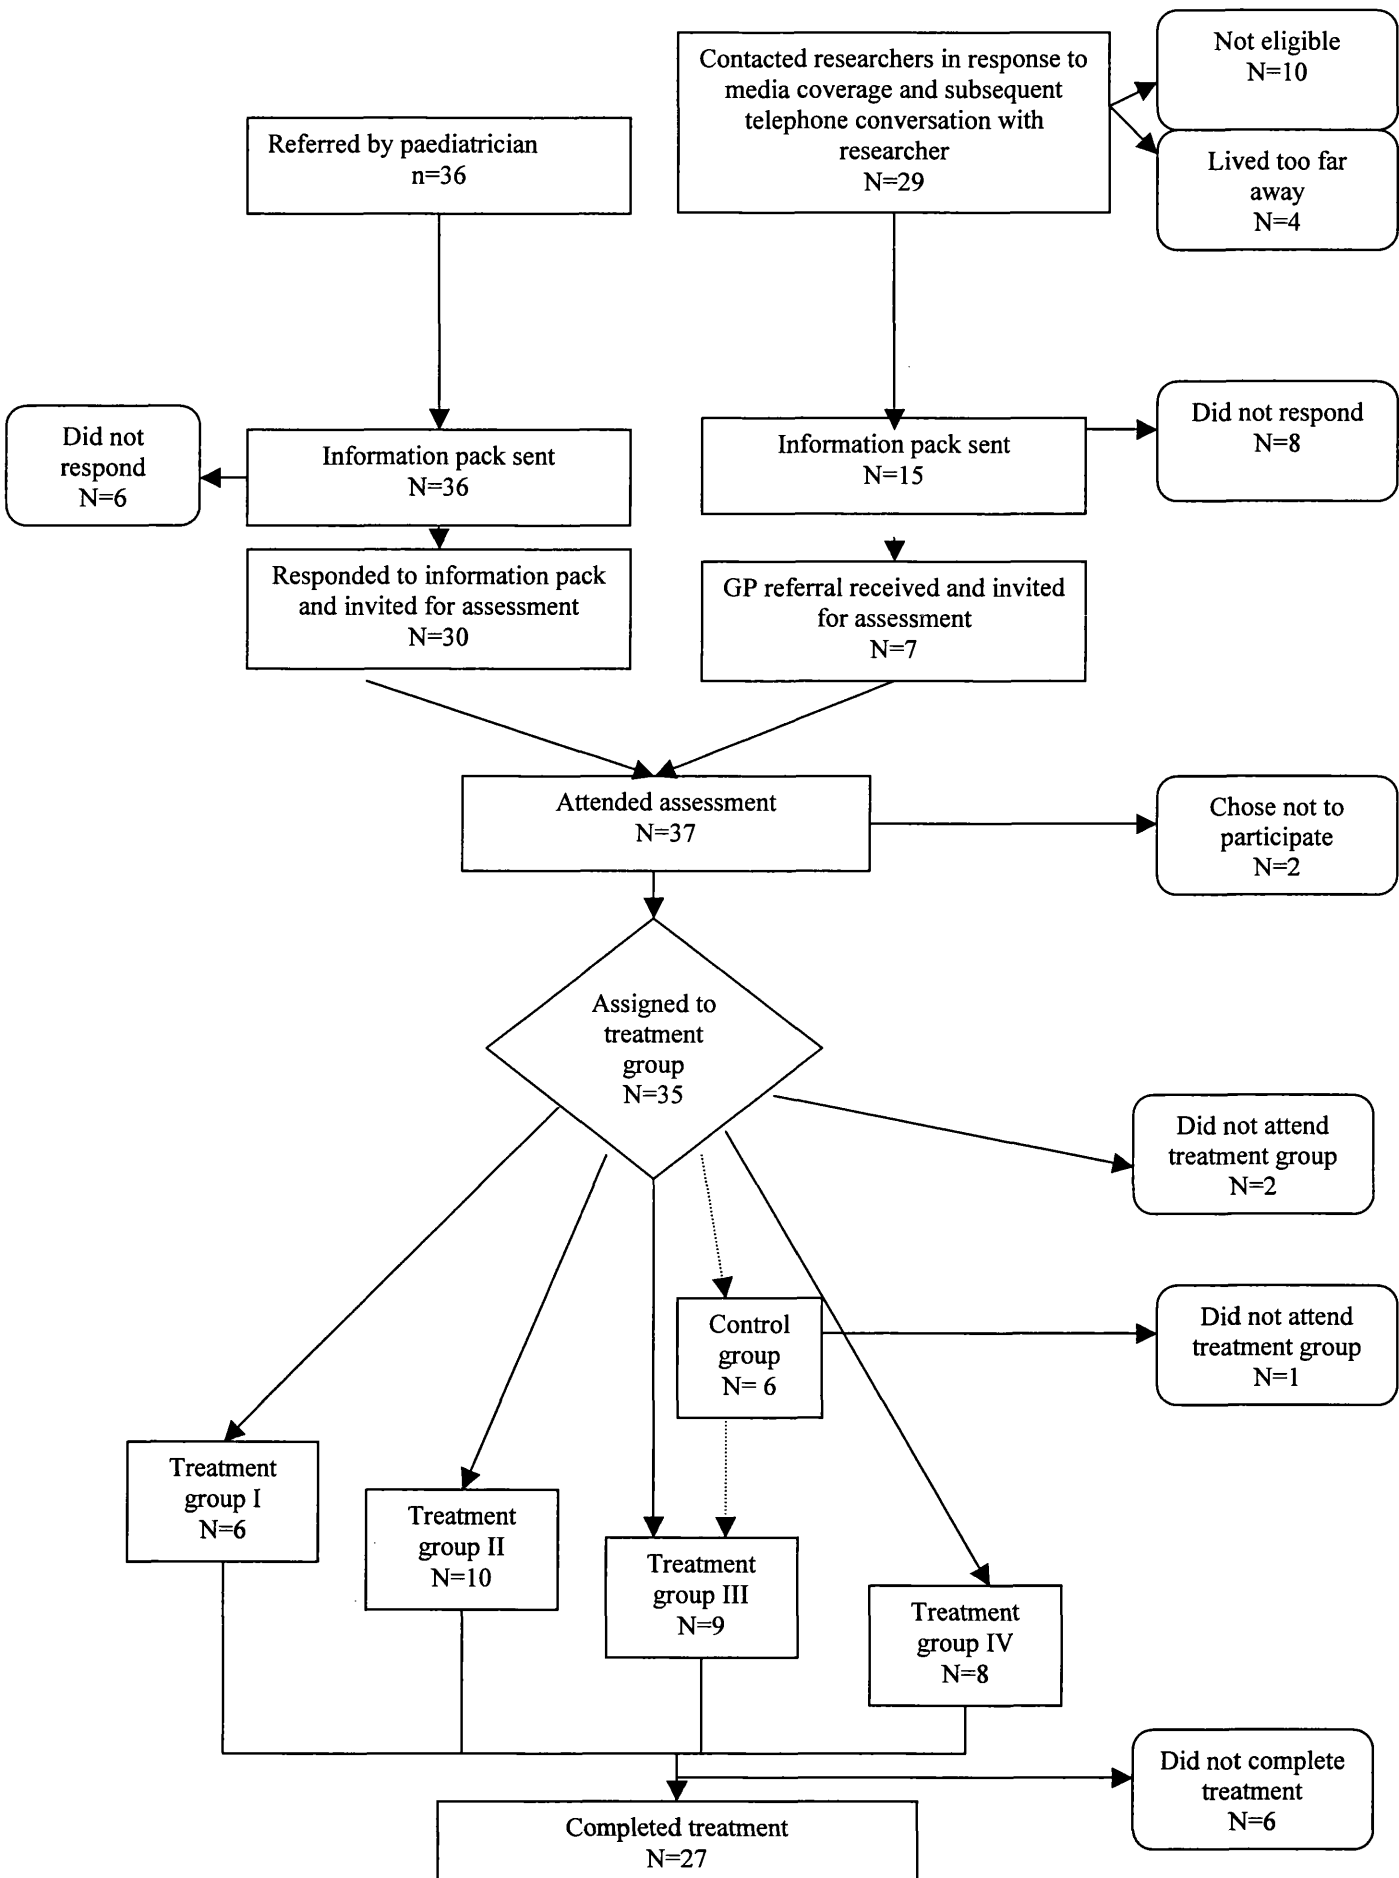 Not eligible
N=10
Contacted researchers in response to
media coverage and subsequent
telephone conversation with
researcher
N=29
Referred by paediatrician
n=36
Lived too far
away
N=4
Did not
respond
N=6
Information pack sent
N=36
Information pack sent
N=15
Did not respond
N=8
Responded to information pack
and invited for assessment
N=30
GP referral received and invited
for assessment
N=7
Attended assessment
N=37
Chose not to
participate
N=2
Assigned to
treatment
group
N=35
Did not attend
treatment group
N=2
Control
group
N= 6
Did not attend
treatment group
N=1
Treatment
group I
N=6
Treatment
group II
N=10
Treatment
group III
N=9
Treatment
group IV
N=8
Did not complete
treatment
N=6
Completed treatment
N=27